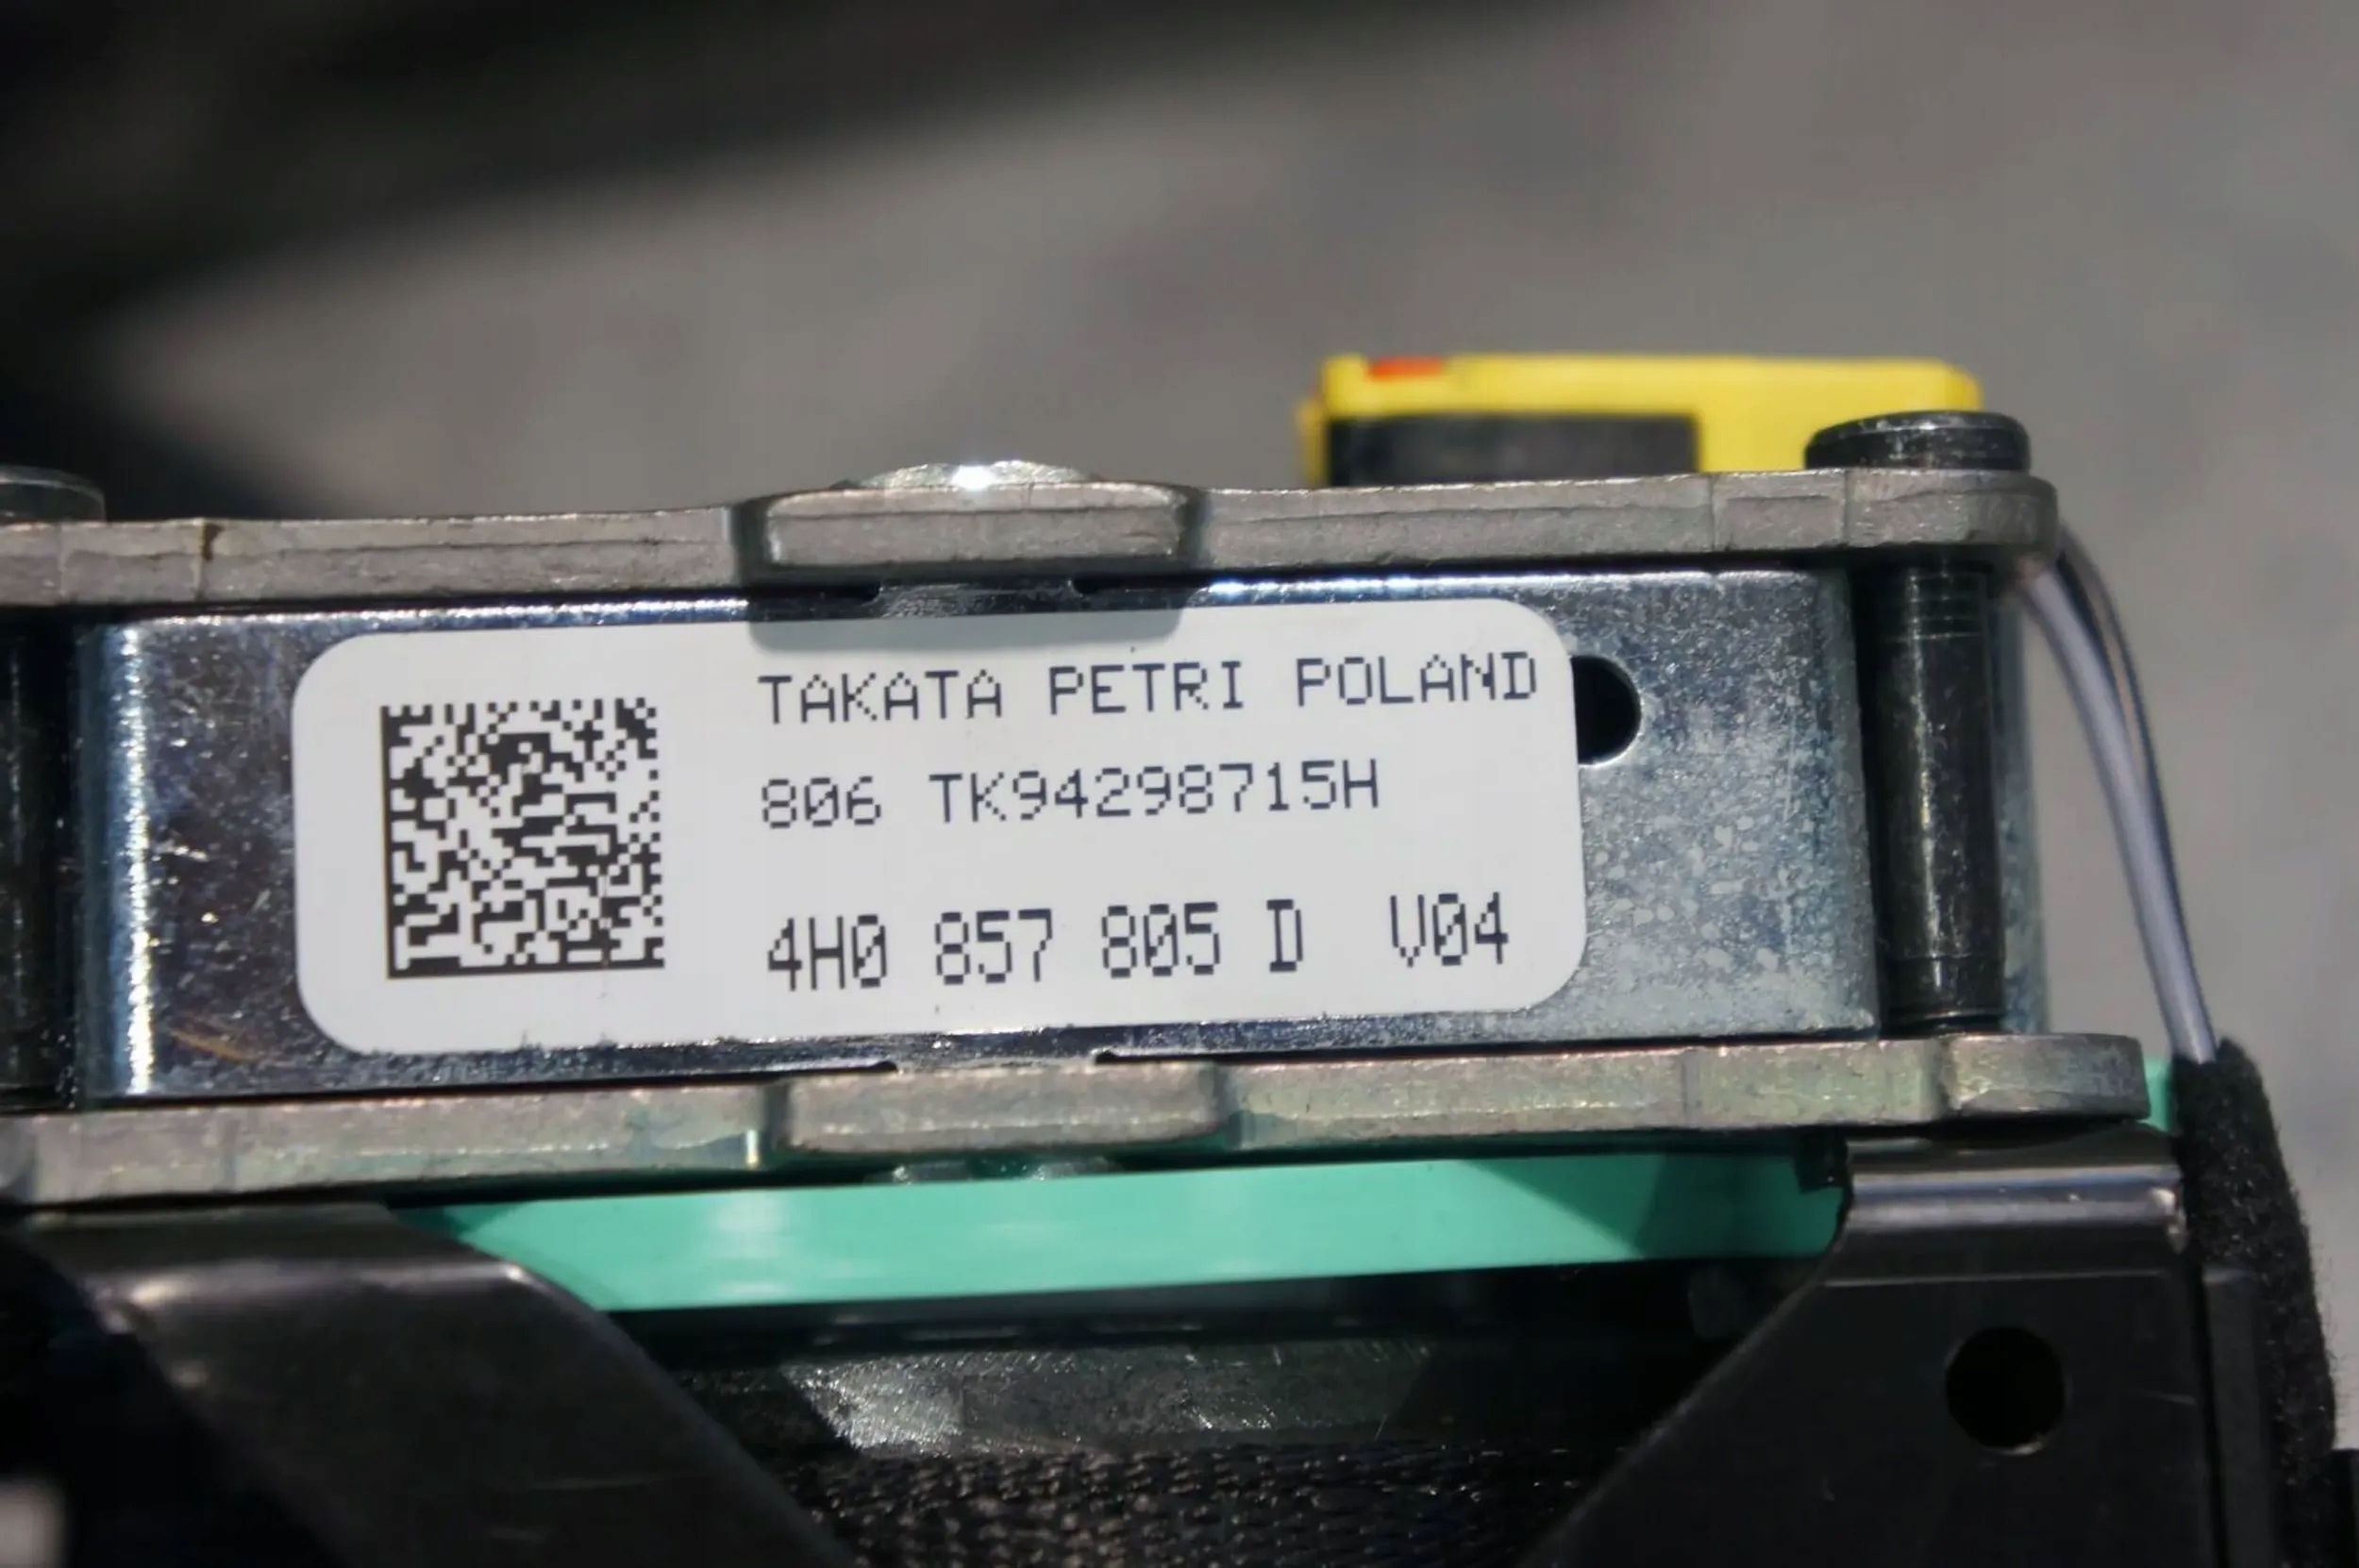 TAKATA PETRI POLAND
806 TK94298715H
4H0 857 805 D V04